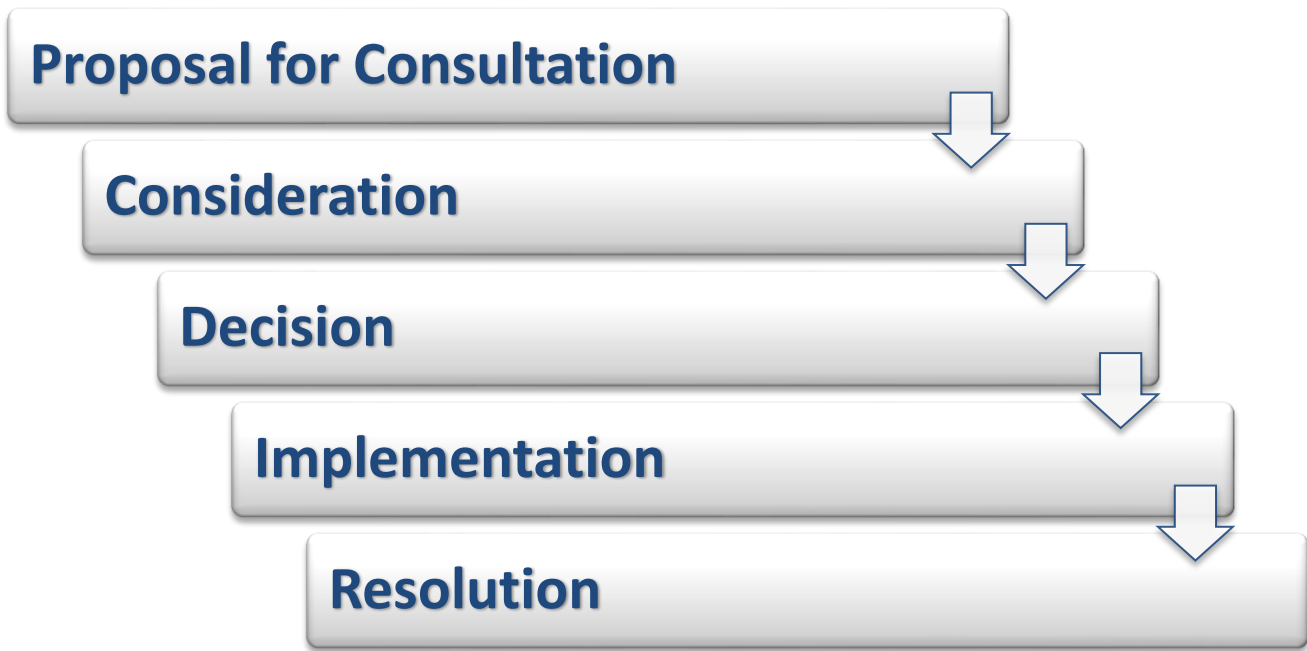 Proposal for Consultation
Consideration
Decision
Implementation
Resolution